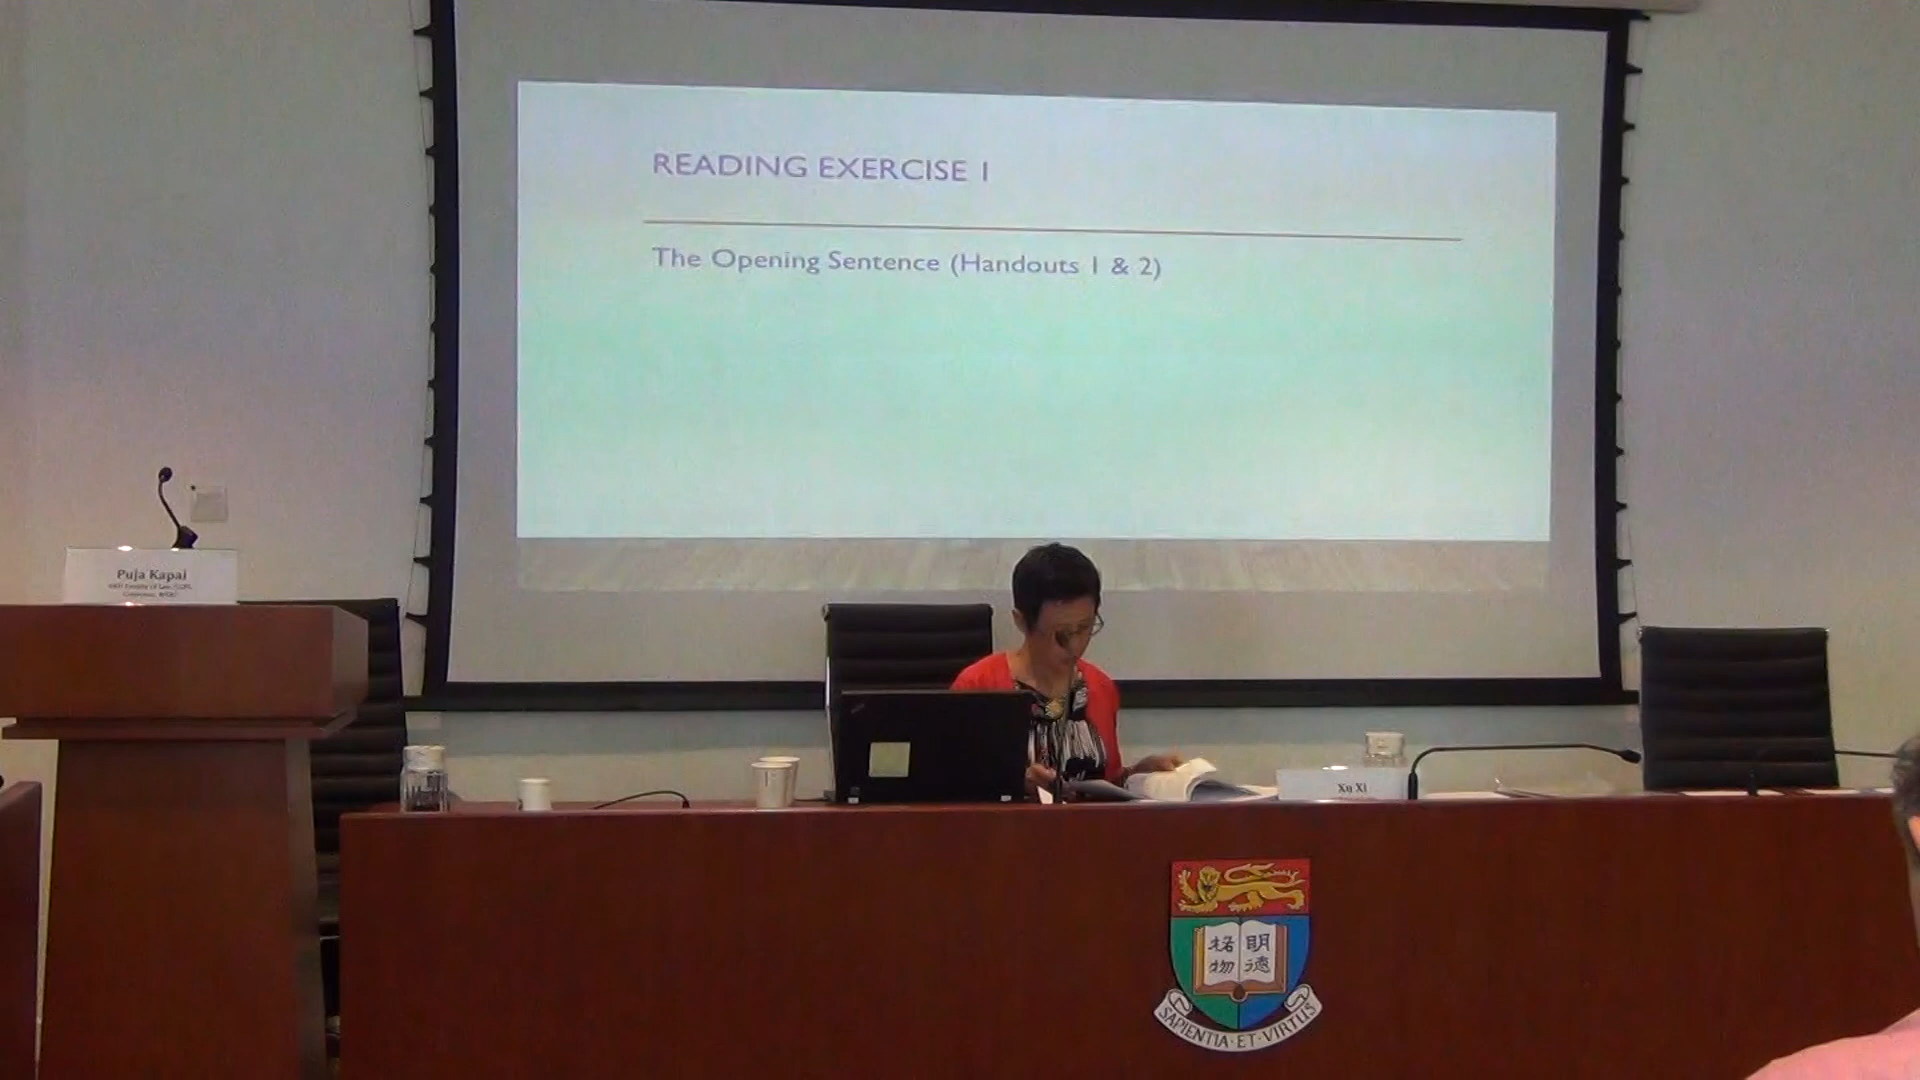 READING EXERCISE 1
The Opening Sentence (Handouts 1 & 2)
Puja Kapai
Xu Xi
明德
格物
SAPIENTIA·ET·VIRTUS